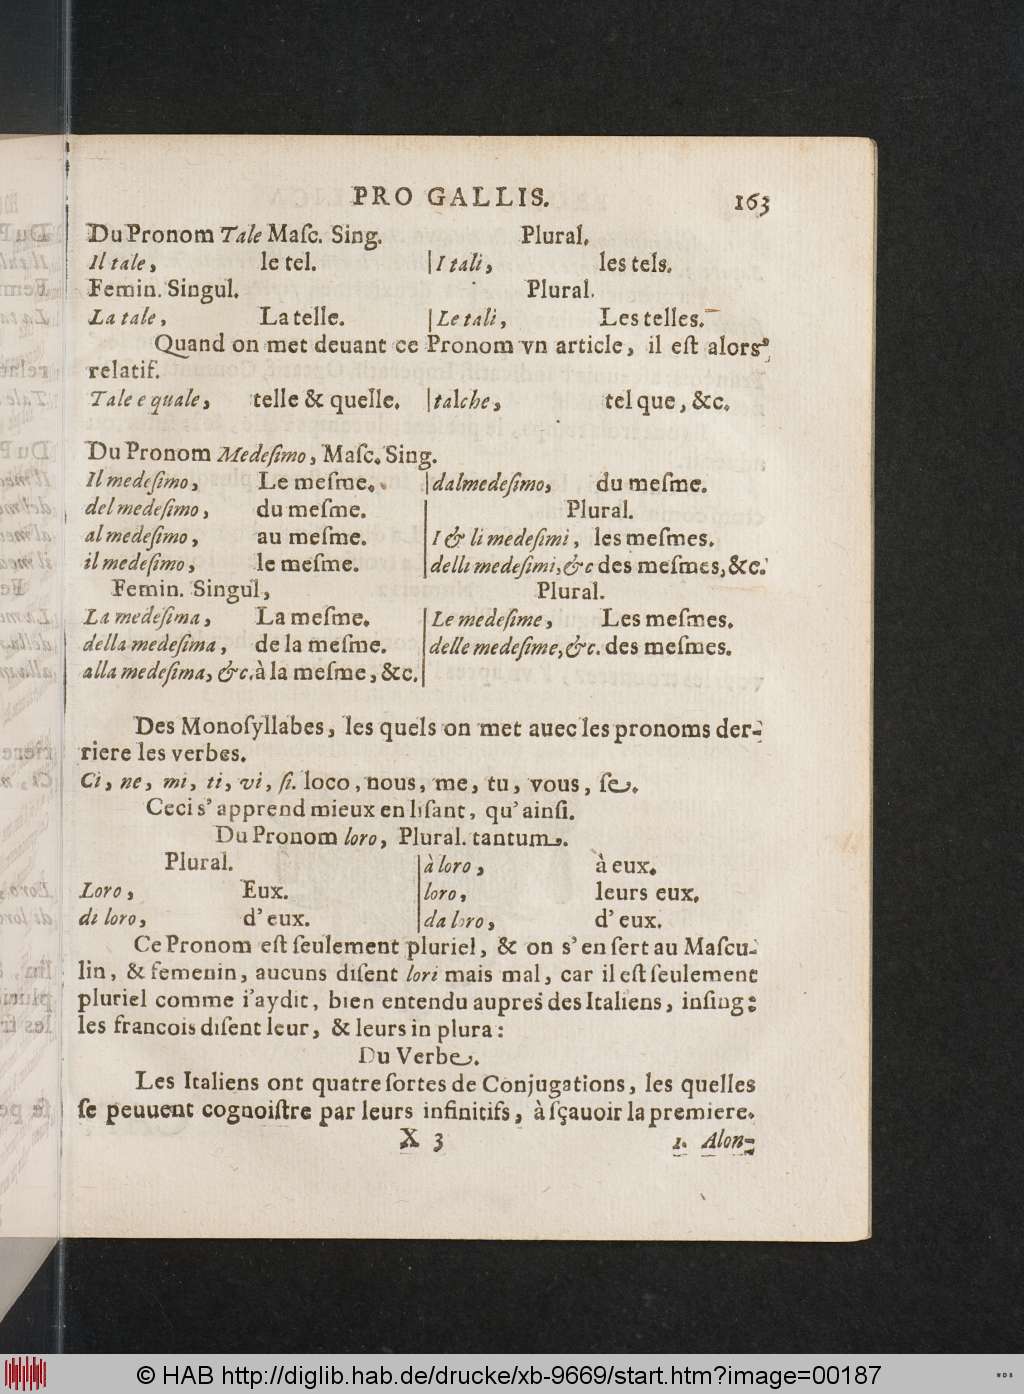 PRO GALLIS. 163
Du Pronom Tale Maſc. Sing. Plural.
Il tale, le tel. | I tali, les tels.
Femin. Singul. Plural.
La tale, La telle. | Le tali, Les telles.
Quand on met deuant ce Pronom vn article, il eſt alors
relatif.
Tale e quale, telle & quelle. | talche, tel que, &c.
Du Pronom Medeſimo, Maſc. Sing.
Il medeſimo, Le meſme. | dalmedeſimo, du meſme.
del medeſimo, du meſme. Plural.
al medeſimo, au meſme. I & li medeſimi, les meſmes.
il medeſimo, le meſme. delli medeſimi, &c des meſmes, &c.
Femin. Singul, Plural.
La medeſima, La meſme. Le medeſime, Les meſmes.
della medeſima, de la meſme. delle medeſime, &c. des meſmes.
alla medeſima, &c. à la meſme, &c.
Des Monoſyllabes, les quels on met auec les pronoms der-
riere les verbes.
Ci, ne, mi, ti, vi, ſi. loco, nous, me, tu, vous, ſe.
Ceci s'apprend mieux en liſant, qu'ainſi.
Du Pronom loro, Plural. tantum.
Plural. à loro, à eux.
Loro, Eux. loro, leurs eux.
di loro, d'eux. da loro, d'eux.
Ce Pronom eſt ſeulement pluriel, & on s'en ſert au Maſcu-
lin, & femenin, aucuns diſent lori mais mal, car il eſt ſeulement
pluriel comme i'aydit, bien entendu aupres des Italiens, inſing:
les francois diſent leur, & leurs in plura:
Du Verbe.
Les Italiens ont quatre ſortes de Conjugations, les quelles
ſe peuuent cognoiſtre par leurs infinitifs, à ſçauoir la premiere.
X 3 1. Alon-
© HAB http://diglib.hab.de/drucke/xb-9669/start.htm?image=00187